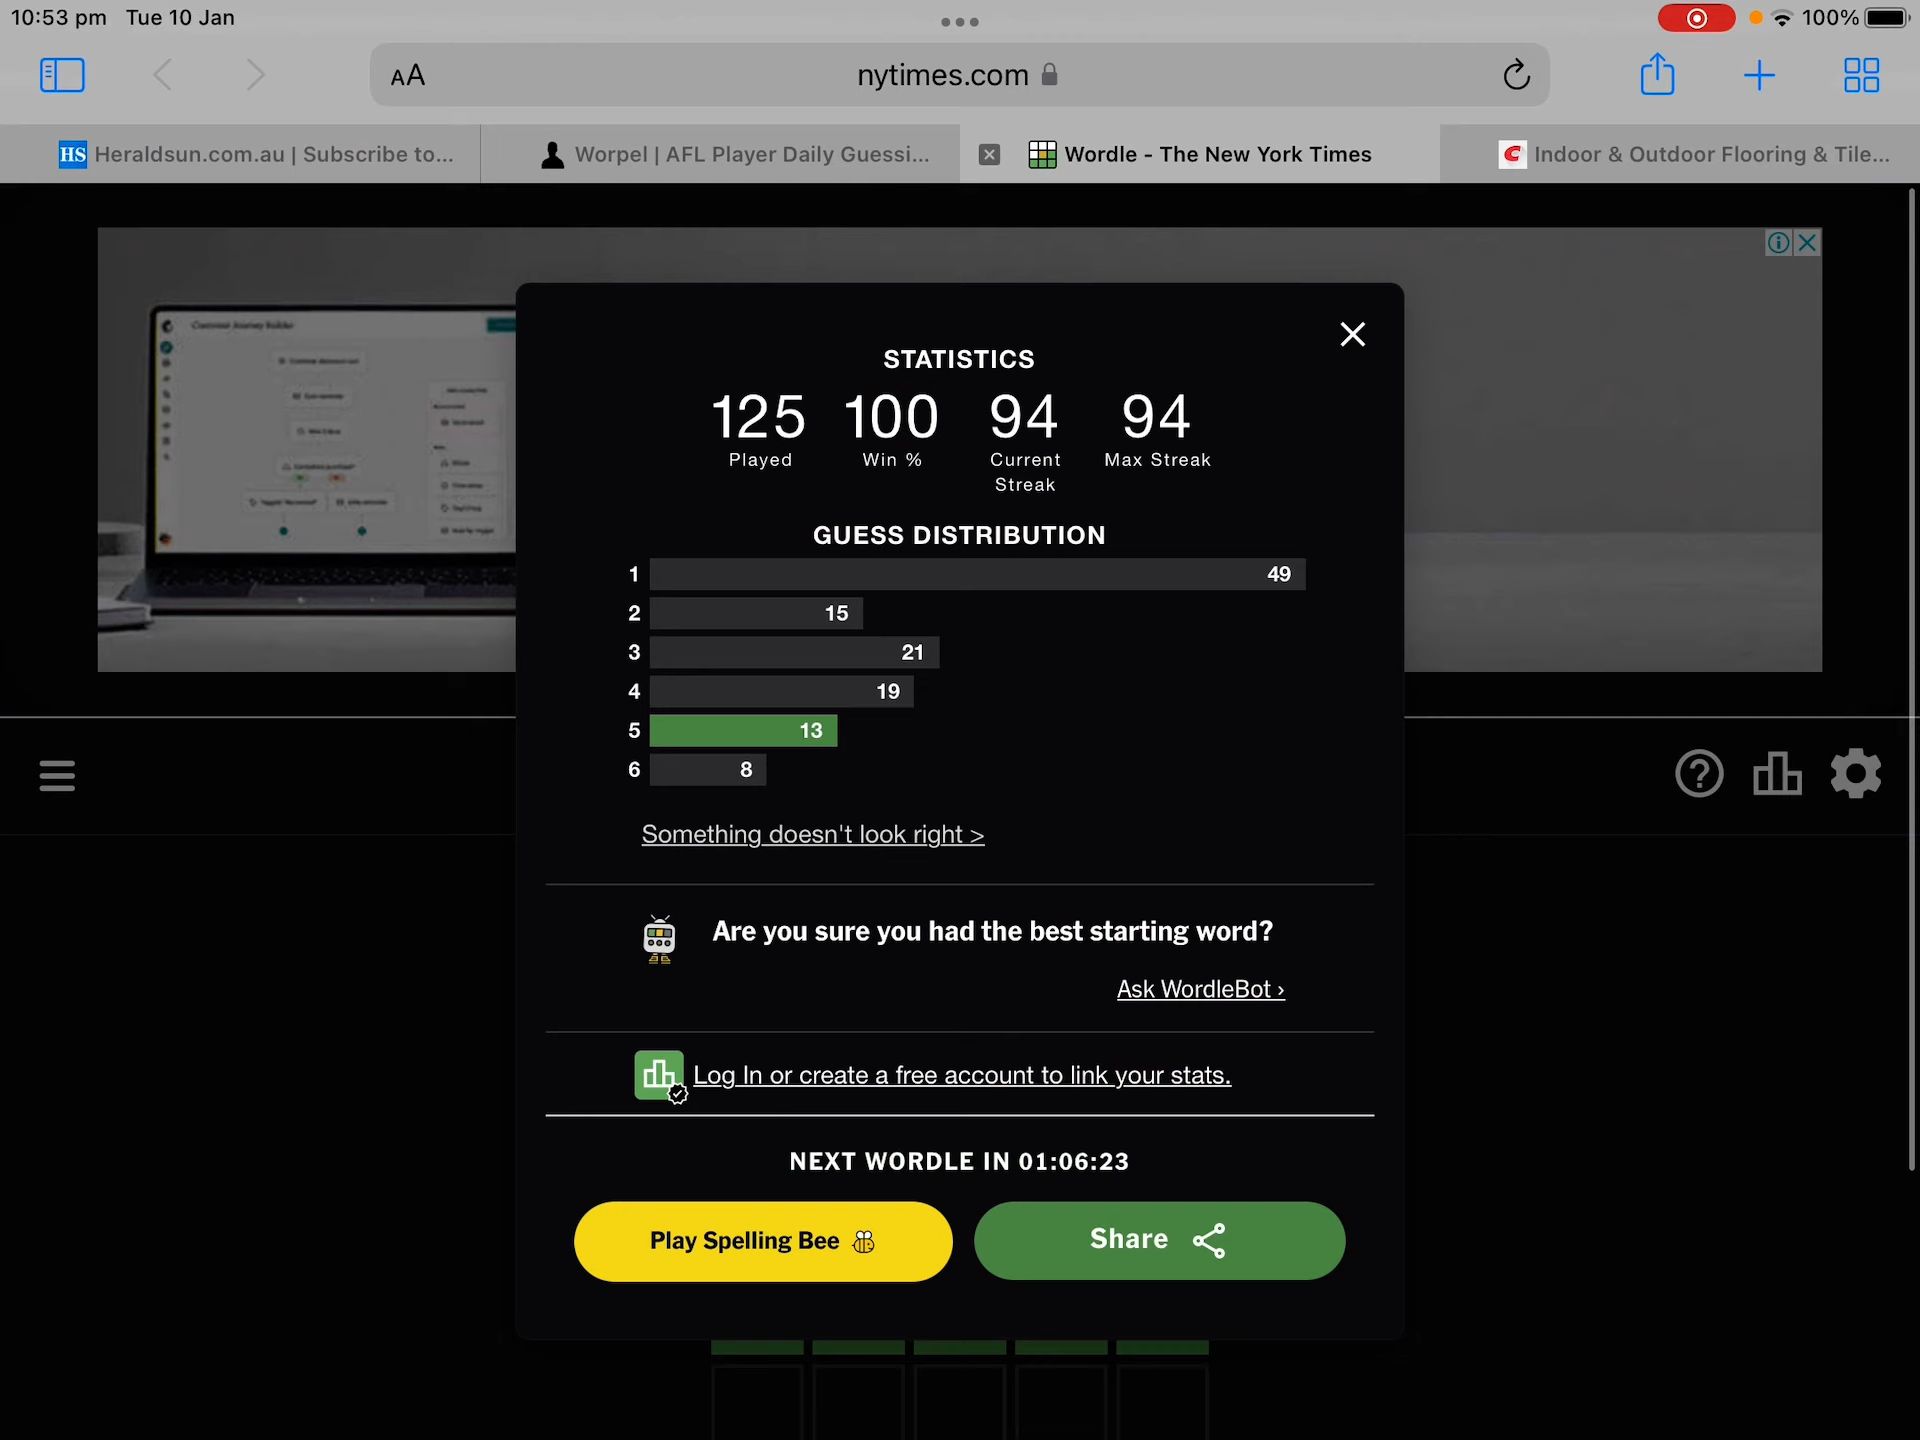 10:53 pm Tue 10 Jan
100%
AA
nytimes.com
HS Heraldsun.com.au | Subscribe to...
Worpel | AFL Player Daily Guessi...
Wordle - The New York Times
C Indoor & Outdoor Flooring & Tile...
Customer Journey Builder
STATISTICS
125 100 94 94
Played Win % Current Streak Max Streak
GUESS DISTRIBUTION
1 49
2 15
3 21
4 19
5 13
6 8
Something doesn't look right >
Are you sure you had the best starting word?
Ask WordleBot ›
Log In or create a free account to link your stats.
NEXT WORDLE IN 01:06:23
Play Spelling Bee
Share